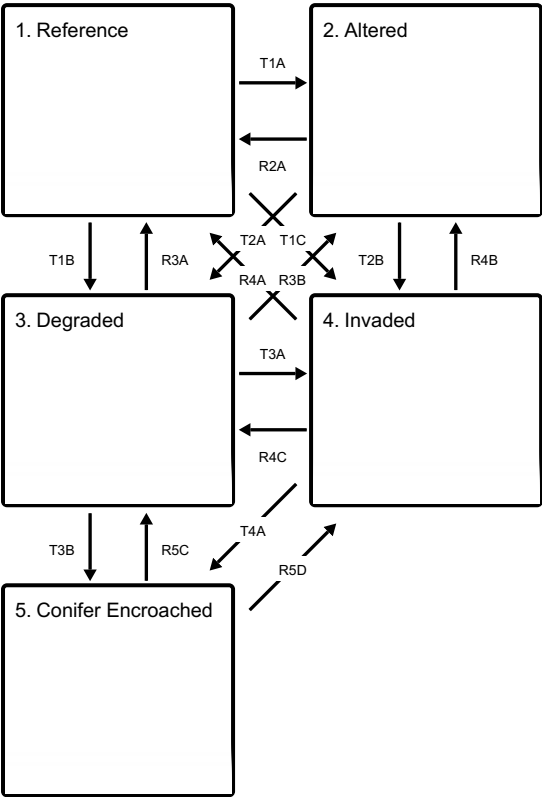 1. Reference
2. Altered
T1A
R2A
T1B
R3A
T2A
T1C
T2B
R4B
R4A
R3B
3. Degraded
4. Invaded
T3A
R4C
T3B
R5C
T4A
R5D
5. Conifer Encroached